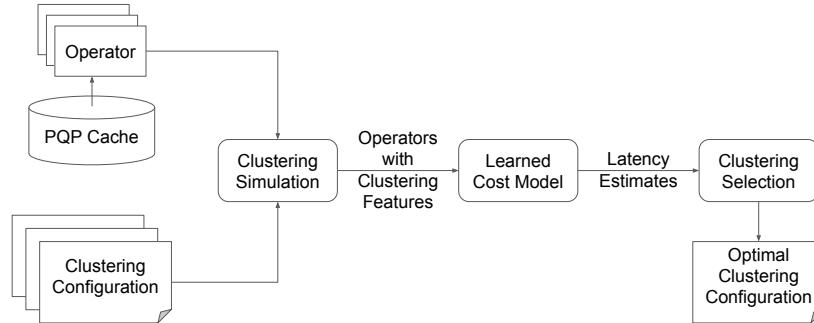 Operator
PQP Cache
Clustering
Simulation
Operators
with
Clustering
Features
Learned
Cost Model
Latency
Estimates
Clustering
Selection
Clustering
Configuration
Optimal
Clustering
Configuration